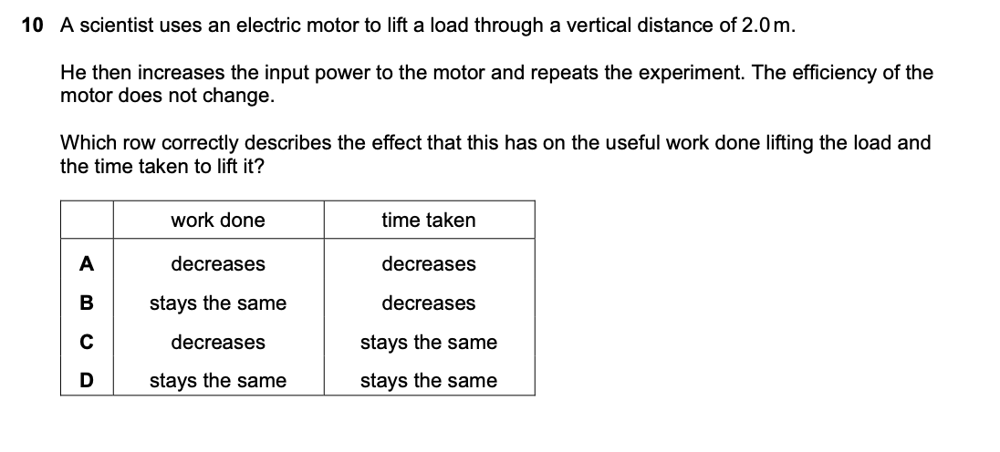 10 A scientist uses an electric motor to lift a load through a vertical distance of 2.0 m.
He then increases the input power to the motor and repeats the experiment. The efficiency of the
motor does not change.
Which row correctly describes the effect that this has on the useful work done lifting the load and
the time taken to lift it?
work done time taken
A decreases decreases
B stays the same decreases
C decreases stays the same
D stays the same stays the same